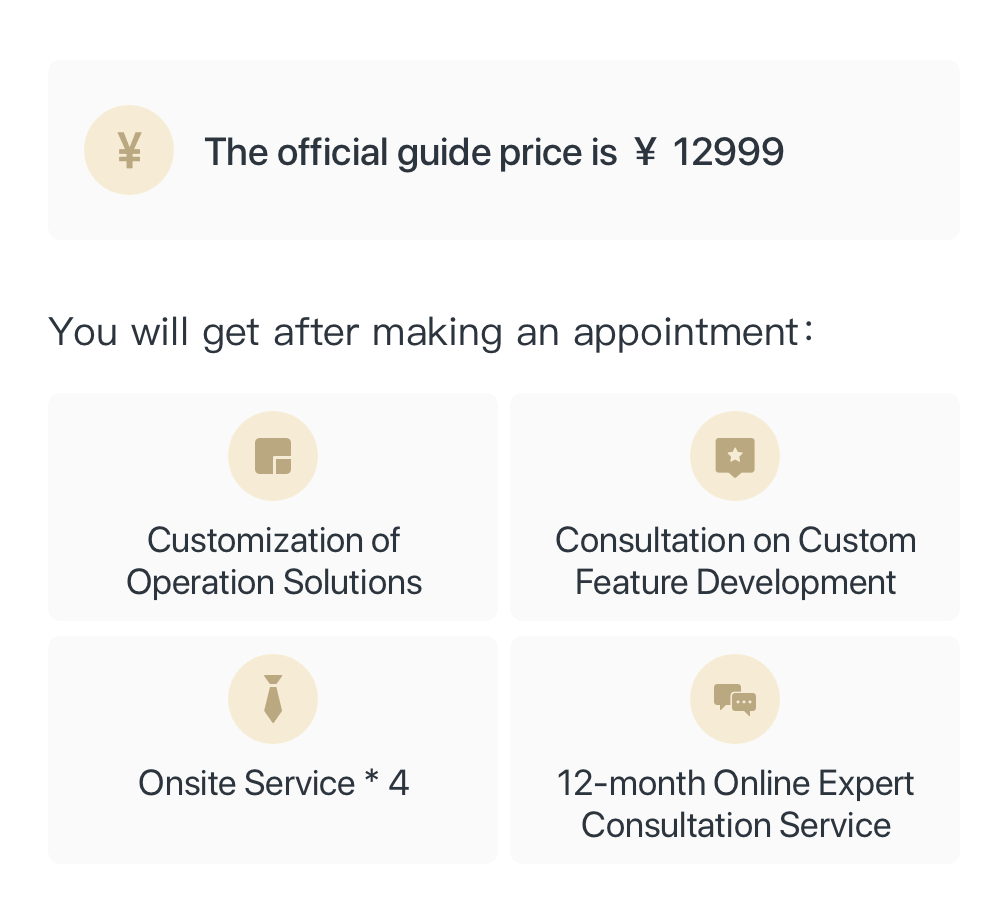 ¥
The official guide price is ¥ 12999
You will get after making an appointment：
Customization of
Operation Solutions
Consultation on Custom
Feature Development
Onsite Service * 4
12-month Online Expert
Consultation Service